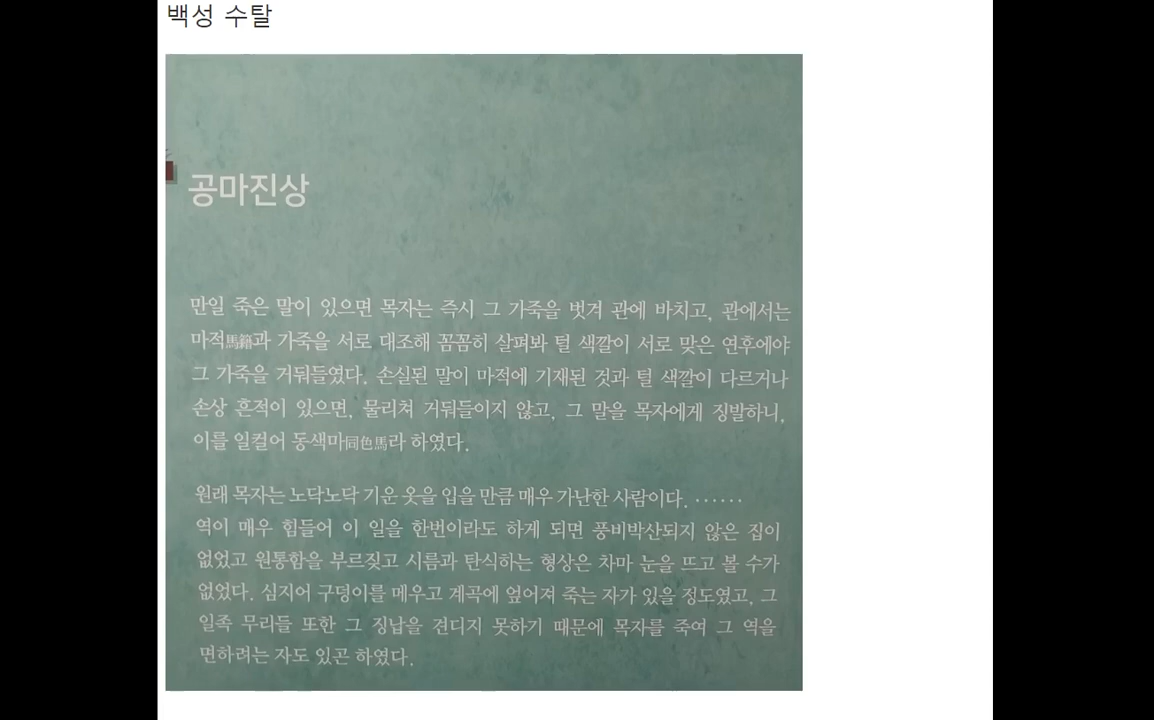 백성 수탈
공마진상
만일 죽은 말이 있으면 목자는 즉시 그 가죽을 벗겨 관에 바치고, 관에서는
마적馬籍과 가죽을 서로 대조해 꼼꼼히 살펴봐 털 색깔이 서로 맞은 연후에야
그 가죽을 거둬들였다. 손실된 말이 마적에 기재된 것과 털 색깔이 다르거나
손상 흔적이 있으면, 물리쳐 거둬들이지 않고, 그 말을 목자에게 징발하니,
이를 일컬어 동색마同色馬라 하였다.
원래 목자는 노닥노닥 기운 옷을 입을 만큼 매우 가난한 사람이다. ······
역이 매우 힘들어 이 일을 한번이라도 하게 되면 풍비박산되지 않은 집이
없었고 원통함을 부르짖고 시름과 탄식하는 형상은 차마 눈을 뜨고 볼 수가
없었다. 심지어 구덩이를 메우고 계곡에 엎어져 죽는 자가 있을 정도였고, 그
일족 무리들 또한 그 징납을 견디지 못하기 때문에 목자를 죽여 그 역을
면하려는 자도 있곤 하였다.